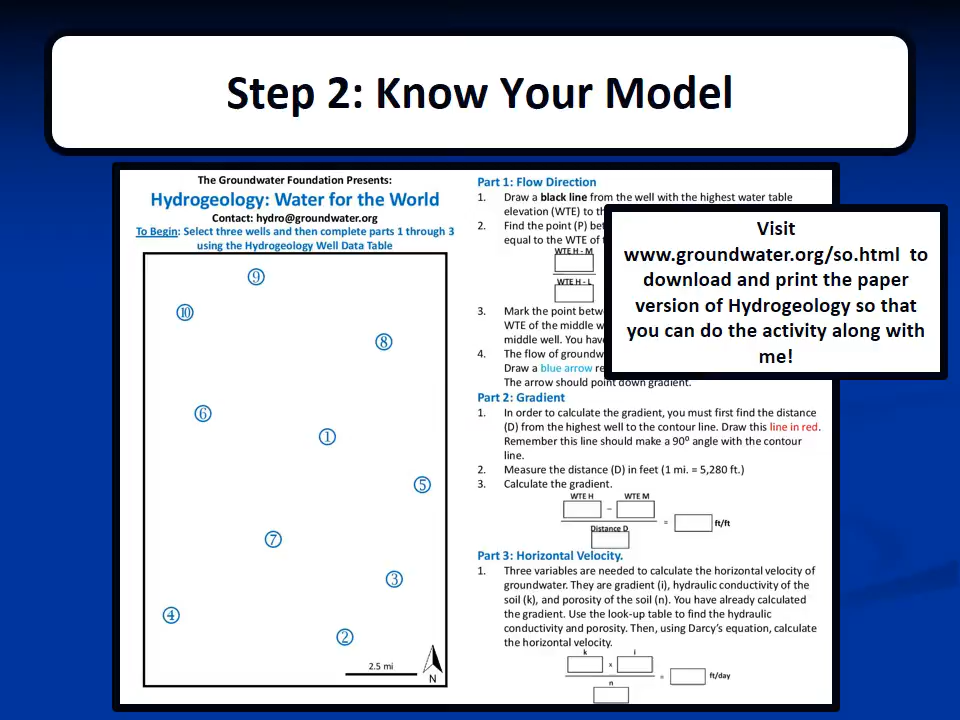 Step 2: Know Your Model
The Groundwater Foundation Presents:
Hydrogeology: Water for the World
Contact: hydro@groundwater.org
To Begin: Select three wells and then complete parts 1 through 3
using the Hydrogeology Well Data Table
⑨
⑩
⑧
⑥
①
⑤
⑦
③
④
②
2.5 mi
N
Part 1: Flow Direction
1. Draw a black line from the well with the highest water table
elevation (WTE) to th
2. Find the point (P) be
equal to the WTE of
WTE H - M
WTE H - L
3. Mark the point betw
WTE of the middle w
middle well. You hav
4. The flow of groundw
Draw a blue arrow re
The arrow should point down gradient.
Part 2: Gradient
1. In order to calculate the gradient, you must first find the distance
(D) from the highest well to the contour line. Draw this line in red.
Remember this line should make a 90⁰ angle with the contour
line.
2. Measure the distance (D) in feet (1 mi. = 5,280 ft.)
3. Calculate the gradient.
WTE H WTE M
–
= ft/ft
Distance D
Part 3: Horizontal Velocity.
1. Three variables are needed to calculate the horizontal velocity of
groundwater. They are gradient (i), hydraulic conductivity of the
soil (k), and porosity of the soil (n). You have already calculated
the gradient. Use the look-up table to find the hydraulic
conductivity and porosity. Then, using Darcy's equation, calculate
the horizontal velocity.
k i
x
= ft/day
n
Visit
www.groundwater.org/so.html to
download and print the paper
version of Hydrogeology so that
you can do the activity along with
me!